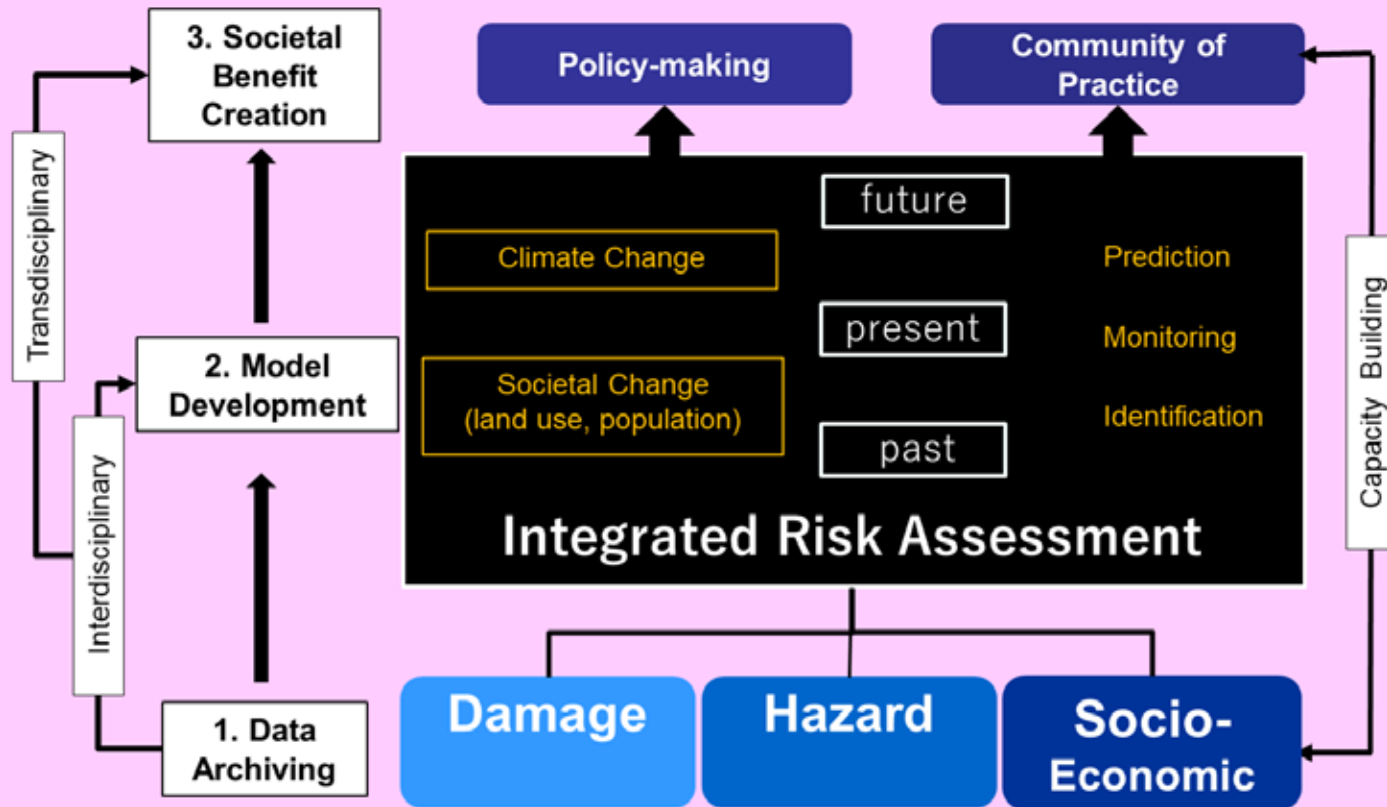 3. Societal
Benefit
Creation
Policy-making
Community of
Practice
Transdisciplinary
future
Climate Change
Prediction
present
Monitoring
2. Model
Development
Societal Change
(land use, population)
Identification
past
Capacity Building
Interdisciplinary
Integrated Risk Assessment
1. Data
Archiving
Damage
Hazard
Socio-
Economic